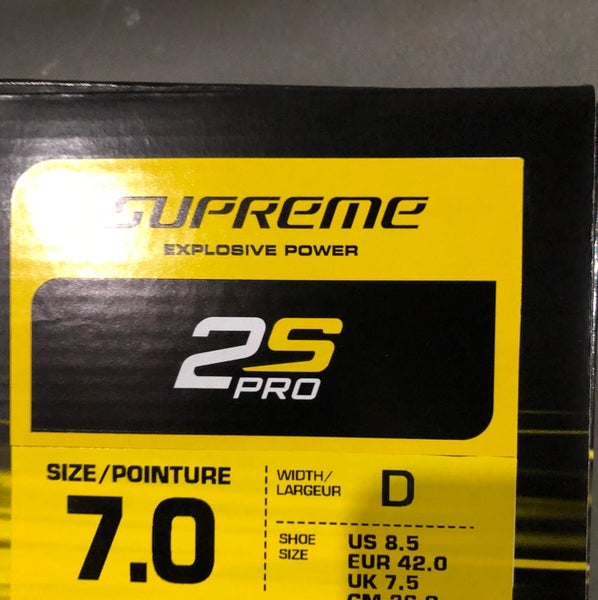 SUPREME
EXPLOSIVE POWER
2S
PRO
SIZE/POINTURE
7.0
WIDTH/
LARGEUR
D
SHOE
SIZE
US 8.5
EUR 42.0
UK 7.5